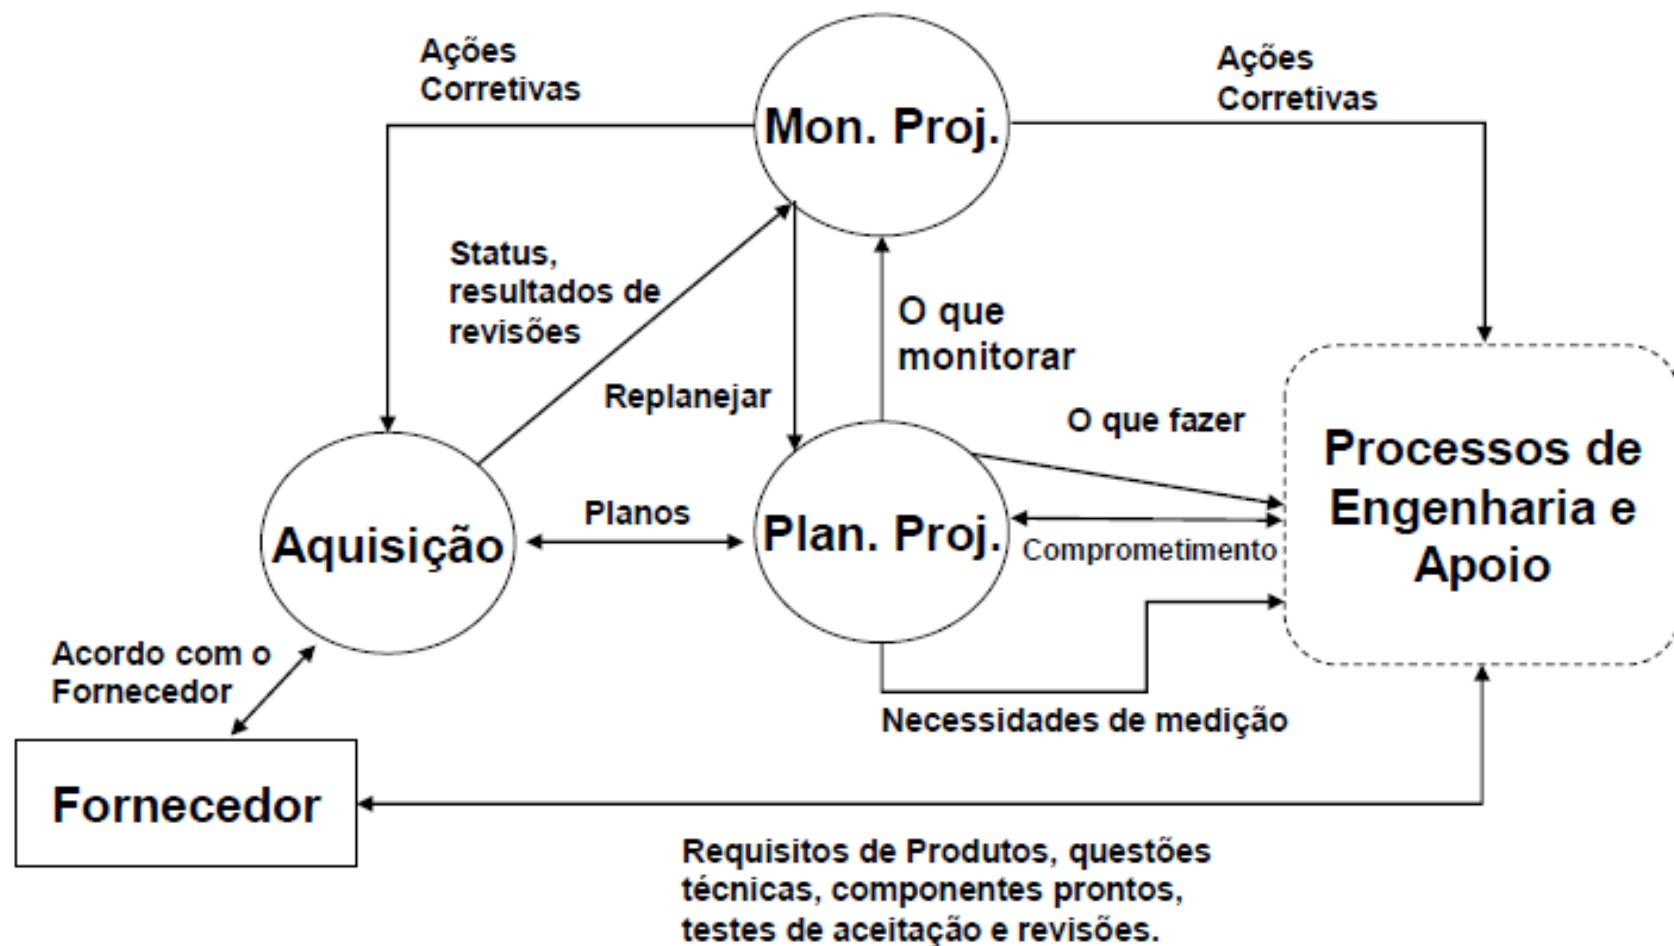 Ações
Corretivas
Ações
Corretivas
Mon. Proj.
Status,
resultados de
revisões
O que
monitorar
Replanejar
O que fazer
Processos de
Engenharia e
Apoio
Planos
Aquisição
Plan. Proj.
Comprometimento
Acordo com o
Fornecedor
Necessidades de medição
Fornecedor
Requisitos de Produtos, questões
técnicas, componentes prontos,
testes de aceitação e revisões.